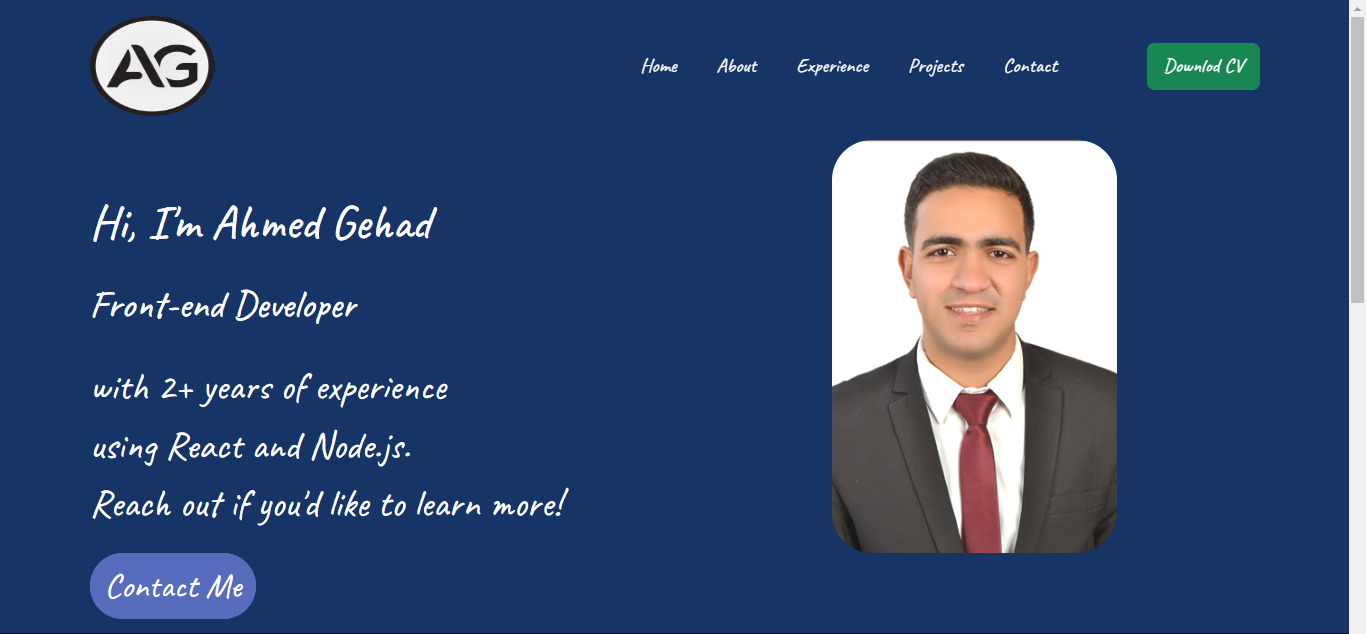 AG
Home About Experience Projects Contact Downlod CV
Hi, I'm Ahmed Gehad
Front-end Developer
with 2+ years of experience
using React and Node.js.
Reach out if you'd like to learn more!
Contact Me